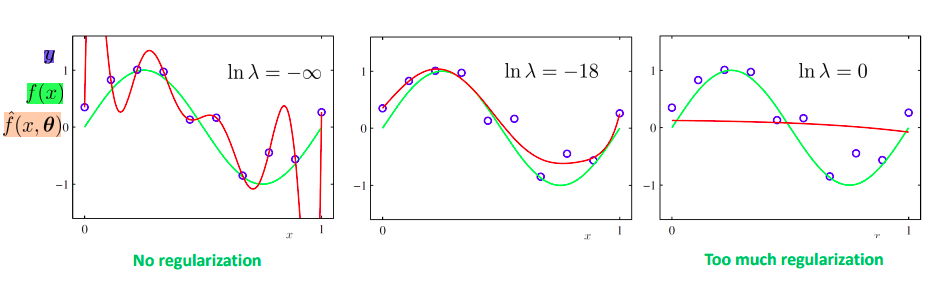 y
f(x)
f̂(x, θ)
ln λ = −∞
1
0
−1
0
x
1
No regularization
ln λ = −18
1
0
−1
0
x
1
ln λ = 0
1
0
−1
0
1
Too much regularization